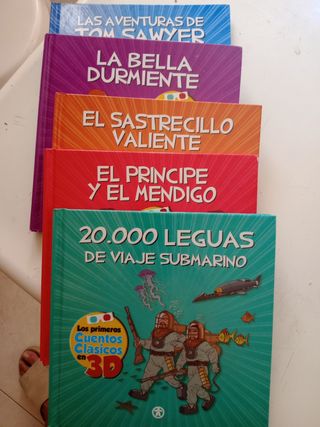 LAS AVENTURAS DE
TOM SAWYER
LA BELLA
DURMIENTE
EL SASTRECILLO
VALIENTE
EL PRINCIPE
Y EL MENDIGO
20.000 LEGUAS
DE VIAJE SUBMARINO
Los primeros
Cuentos
Clasicos
en 3D